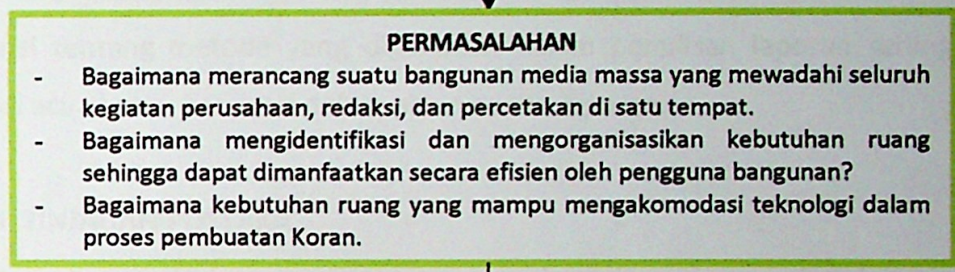 PERMASALAHAN
- Bagaimana merancang suatu bangunan media massa yang mewadahi seluruh
kegiatan perusahaan, redaksi, dan percetakan di satu tempat.
- Bagaimana mengidentifikasi dan mengorganisasikan kebutuhan ruang
sehingga dapat dimanfaatkan secara efisien oleh pengguna bangunan?
- Bagaimana kebutuhan ruang yang mampu mengakomodasi teknologi dalam
proses pembuatan Koran.